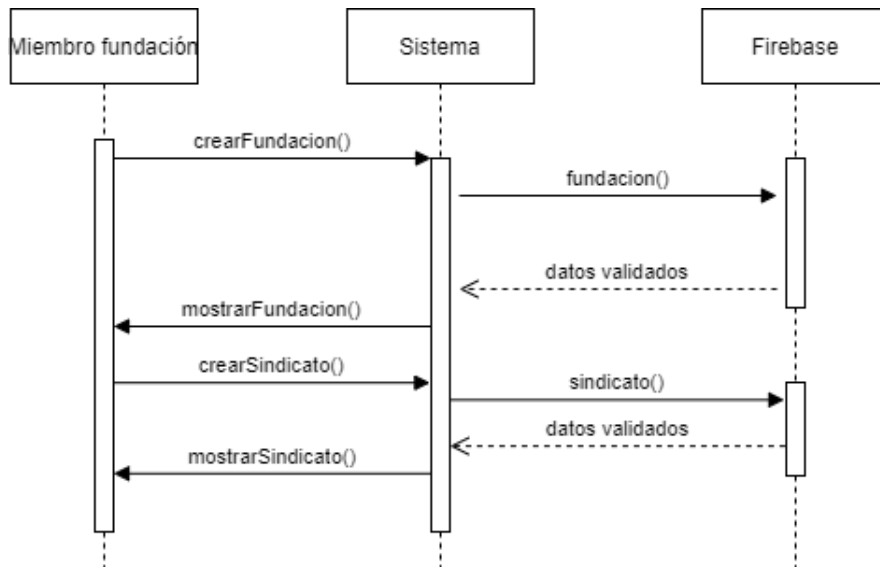 Miembro fundación
Sistema
Firebase
crearFundacion()
fundacion()
datos validados
mostrarFundacion()
crearSindicato()
sindicato()
datos validados
mostrarSindicato()